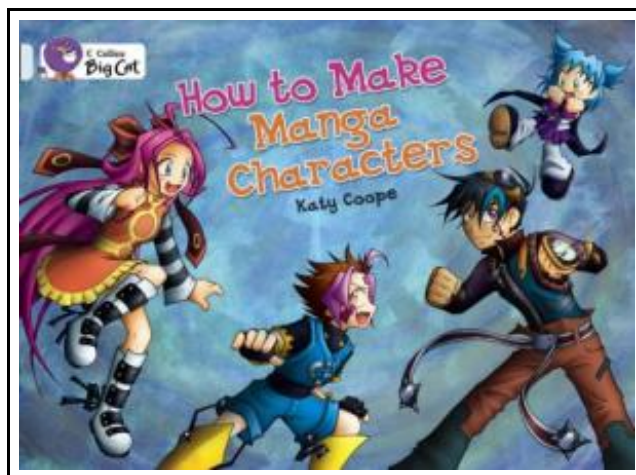 Collins
Big Cat
How to Make
Manga
Characters
Katy Coope